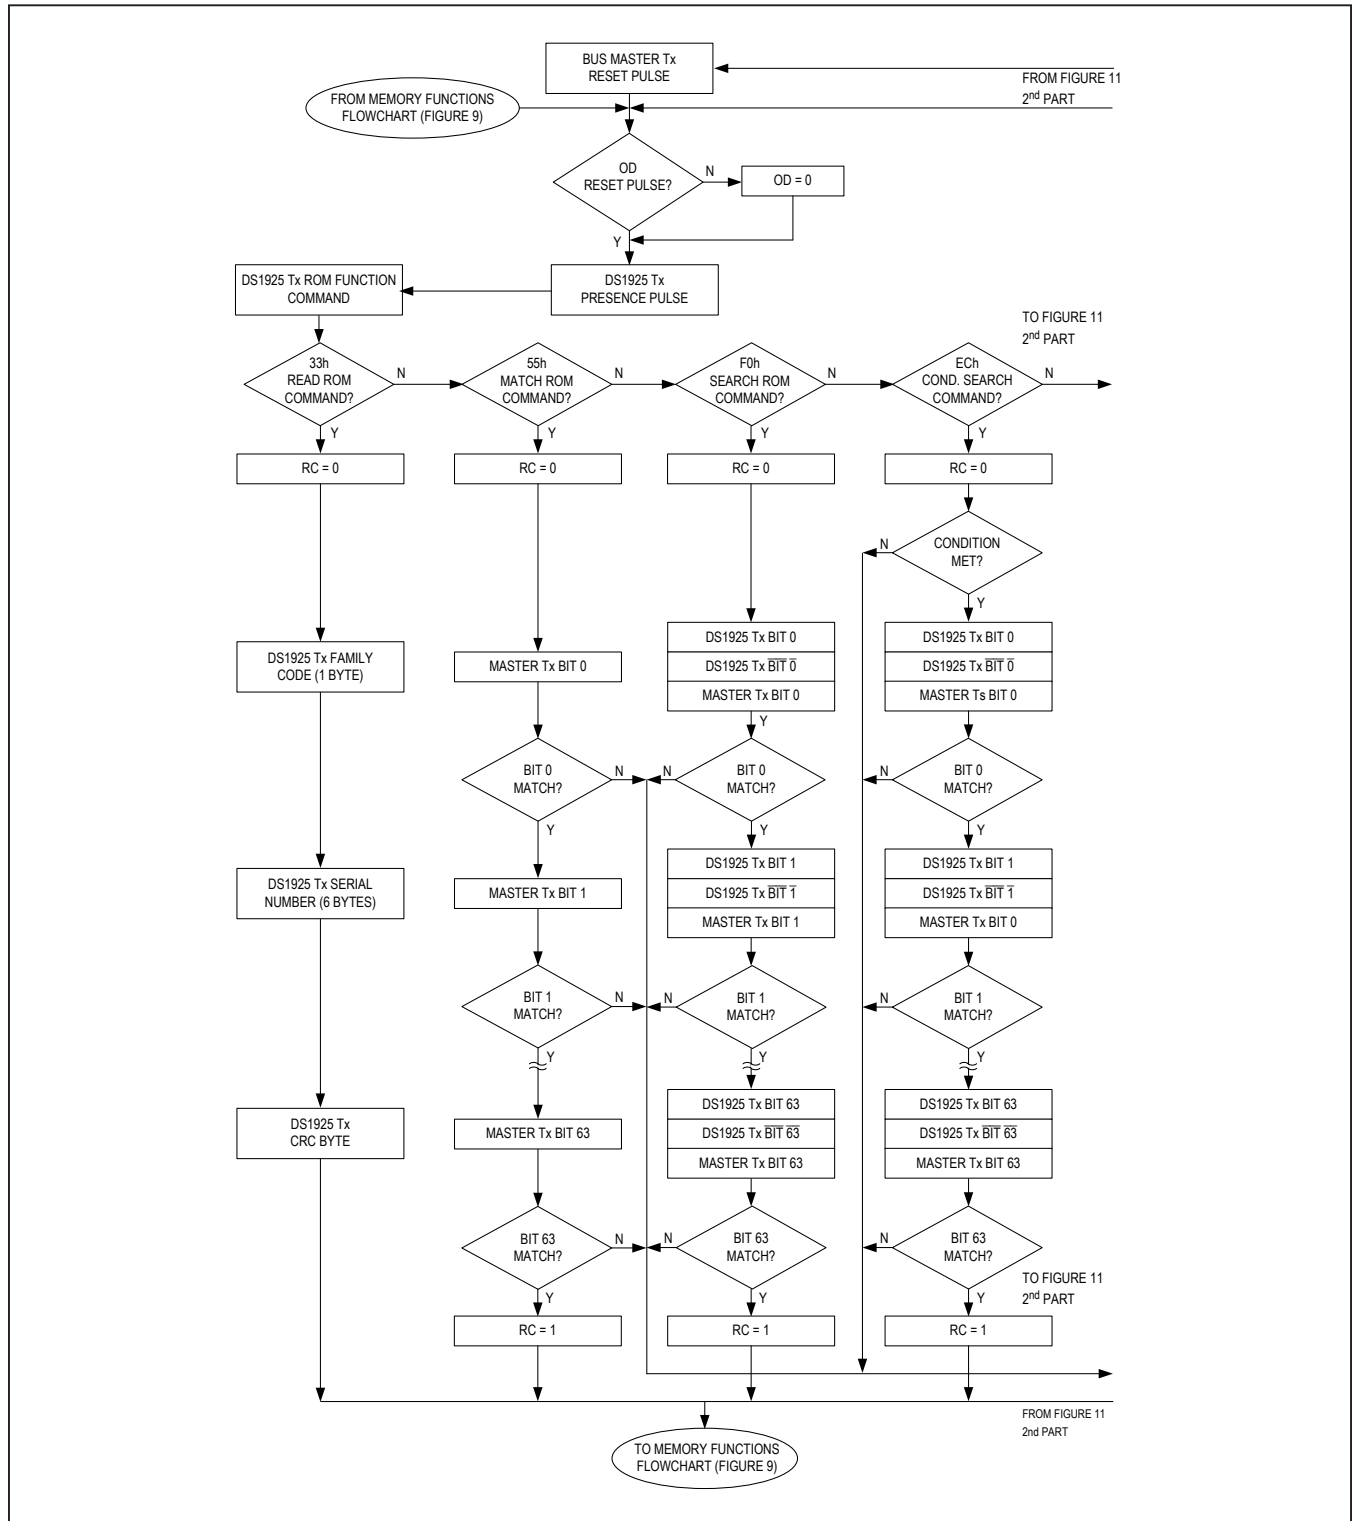 BUS MASTER Tx
RESET PULSE
FROM FIGURE 11
2nd PART
FROM MEMORY FUNCTIONS
FLOWCHART (FIGURE 9)
OD
RESET PULSE?
N
OD = 0
Y
DS1925 Tx ROM FUNCTION
COMMAND
DS1925 Tx
PRESENCE PULSE
TO FIGURE 11
2nd PART
33h
READ ROM
COMMAND?
N
55h
MATCH ROM
COMMAND?
N
F0h
SEARCH ROM
COMMAND?
N
ECh
COND. SEARCH
COMMAND?
N
Y
Y
Y
Y
RC = 0
RC = 0
RC = 0
RC = 0
N
CONDITION
MET?
Y
DS1925 Tx FAMILY
CODE (1 BYTE)
MASTER Tx BIT 0
DS1925 Tx BIT 0
DS1925 Tx B̅I̅T̅ 0̅
MASTER Tx BIT 0
DS1925 Tx BIT 0
DS1925 Tx B̅I̅T̅ 0̅
MASTER Ts BIT 0
Y
BIT 0
MATCH?
N
N
BIT 0
MATCH?
N
BIT 0
MATCH?
Y
Y
Y
DS1925 Tx SERIAL
NUMBER (6 BYTES)
MASTER Tx BIT 1
DS1925 Tx BIT 1
DS1925 Tx B̅I̅T̅ 1̅
MASTER Tx BIT 1
DS1925 Tx BIT 1
DS1925 Tx B̅I̅T̅ 1̅
MASTER Tx BIT 0
BIT 1
MATCH?
N
N
BIT 1
MATCH?
N
BIT 1
MATCH?
Y
Y
Y
DS1925 Tx
CRC BYTE
MASTER Tx BIT 63
DS1925 Tx BIT 63
DS1925 Tx B̅I̅T̅ 6̅3̅
MASTER Tx BIT 63
DS1925 Tx BIT 63
DS1925 Tx B̅I̅T̅ 6̅3̅
MASTER Tx BIT 63
BIT 63
MATCH?
N
N
BIT 63
MATCH?
N
BIT 63
MATCH?
TO FIGURE 11
2nd PART
Y
Y
Y
RC = 1
RC = 1
RC = 1
FROM FIGURE 11
2nd PART
TO MEMORY FUNCTIONS
FLOWCHART (FIGURE 9)